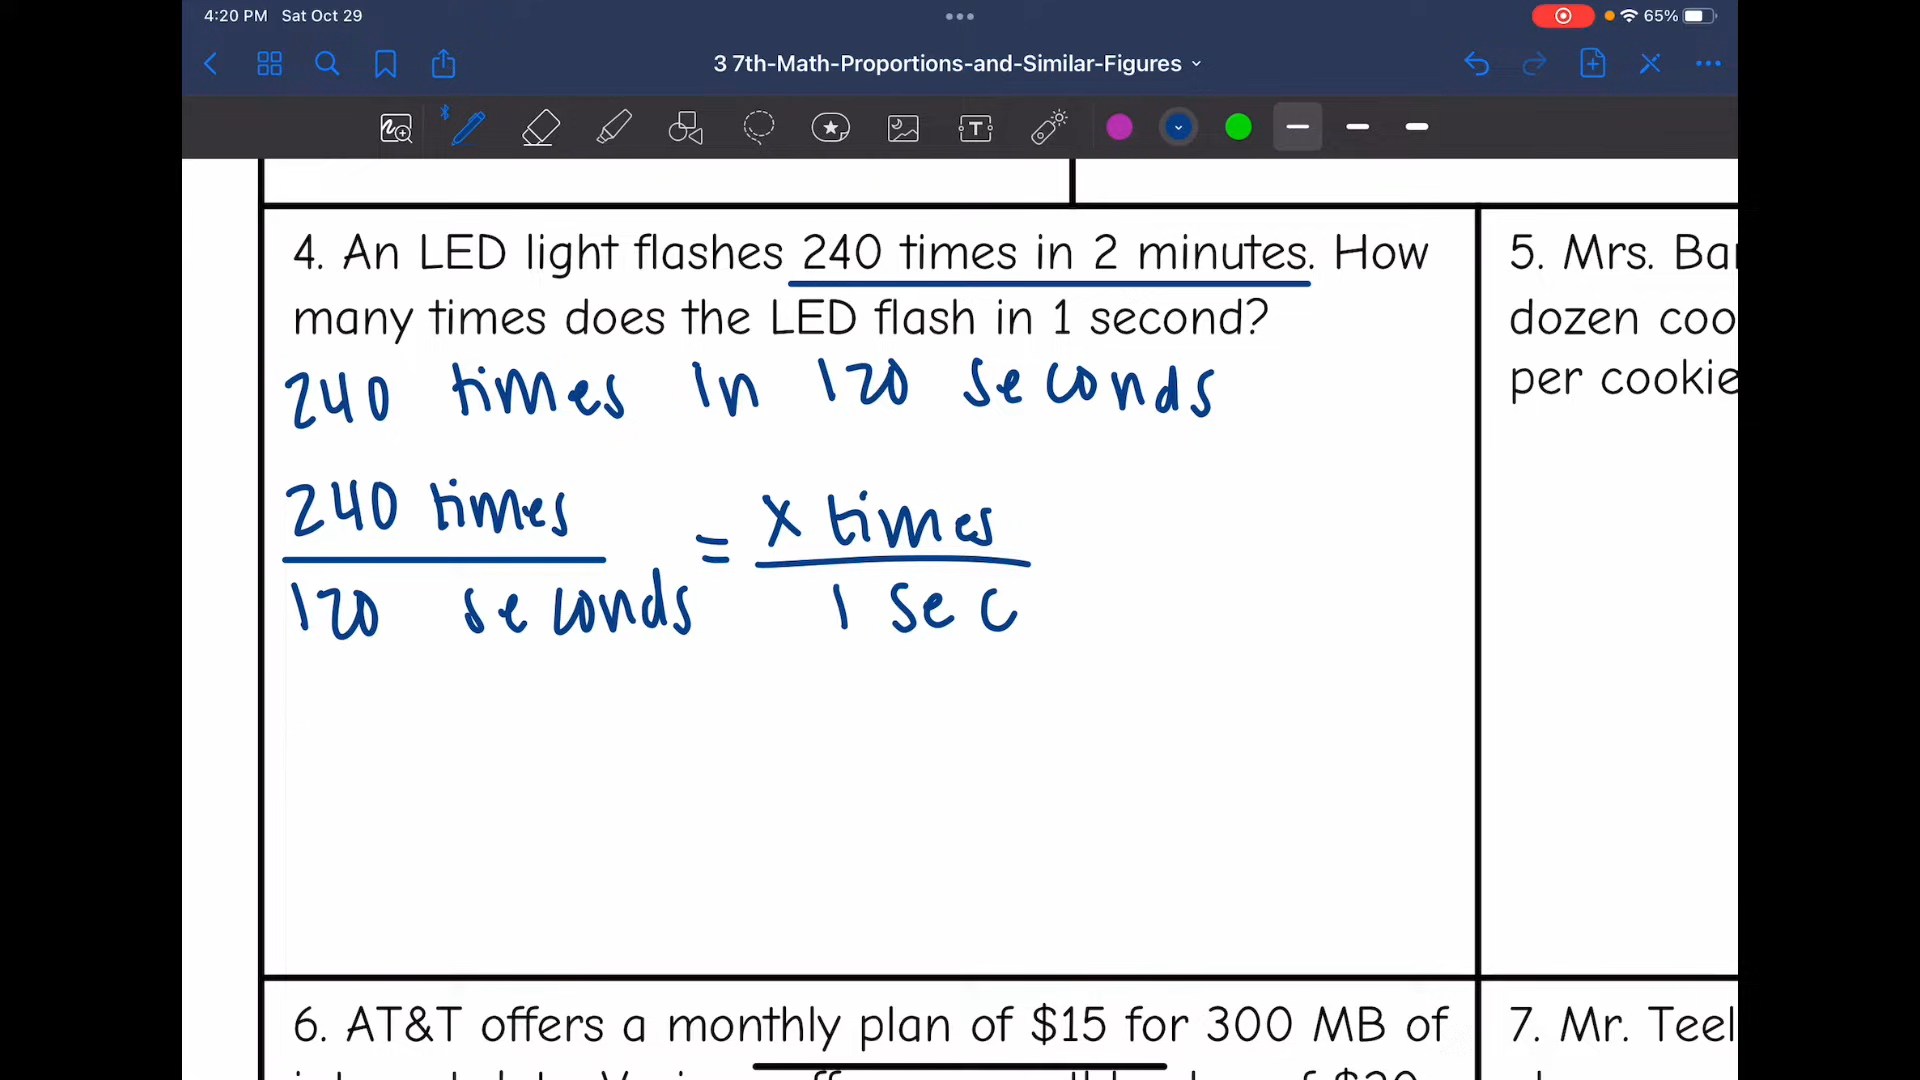 4:20 PM Sat Oct 29
65%
3 7th-Math-Proportions-and-Similar-Figures
T
4. An LED light flashes 240 times in 2 minutes. How
many times does the LED flash in 1 second?
240 times in 120 seconds
240 times = x times
120 seconds 1 sec
5. Mrs. Ba
dozen coo
per cookie
6. AT&T offers a monthly plan of $15 for 300 MB of
7. Mr. Teel